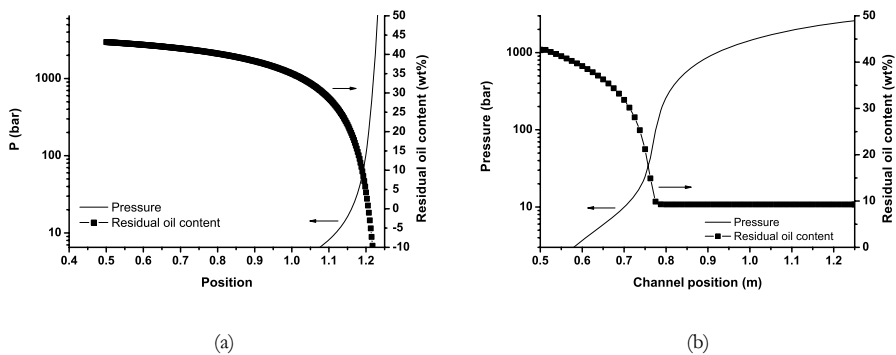 50
45
40
35
30
25
20
15
10
5
0
-5
-10
Residual oil content (wt%)
1000
100
10
P (bar)
Pressure
Residual oil content
0.4 0.5 0.6 0.7 0.8 0.9 1.0 1.1 1.2
Position
(a)
50
40
30
20
10
0
Residual oil content (wt%)
1000
100
10
Pressure (bar)
Pressure
Residual oil content
0.5 0.6 0.7 0.8 0.9 1.0 1.1 1.2
Channel position (m)
(b)